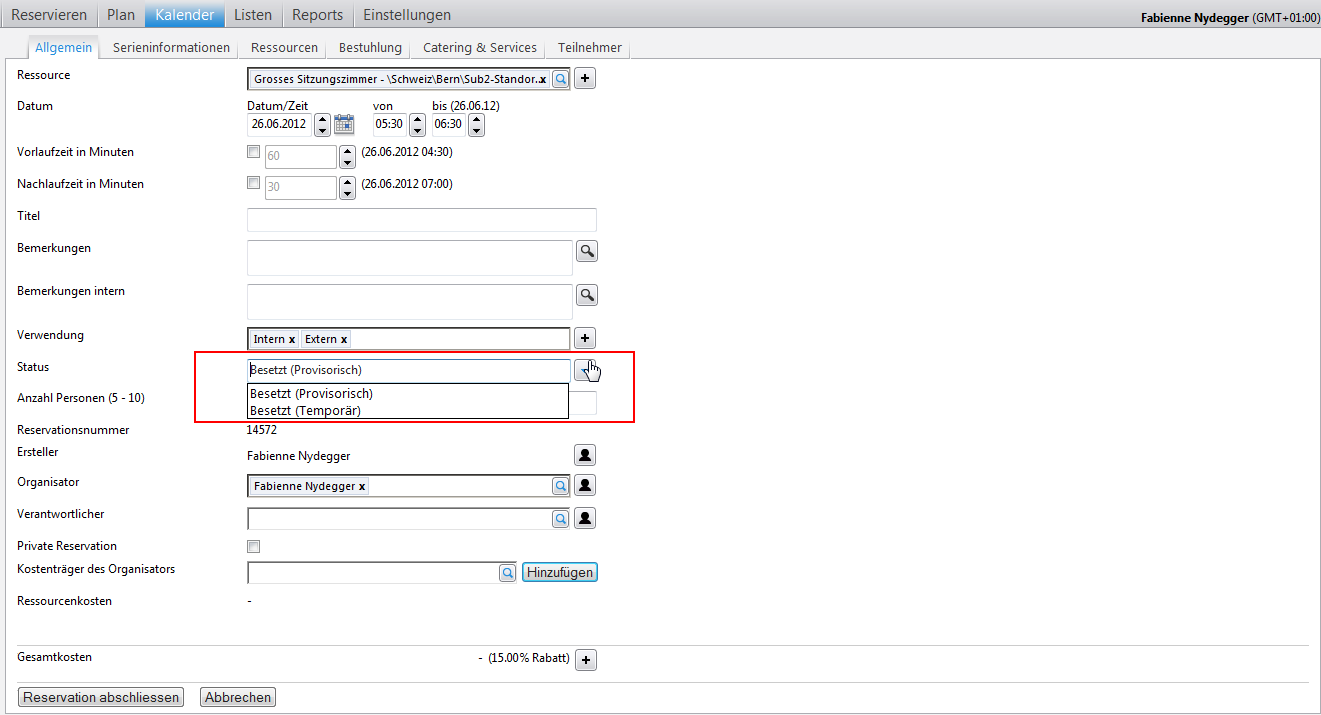 Reservieren Plan Kalender Listen Reports Einstellungen Fabienne Nydegger (GMT+01:00)
Allgemein Serieninformationen Ressourcen Bestuhlung Catering & Services Teilnehmer
Ressource Grosses Sitzungszimmer - \Schweiz\Bern\Sub2-Standor..x +
Datum Datum/Zeit von bis (26.06.12)
26.06.2012 05:30 06:30
Vorlaufzeit in Minuten 60 (26.06.2012 04:30)
Nachlaufzeit in Minuten 30 (26.06.2012 07:00)
Titel
Bemerkungen
Bemerkungen intern
Verwendung Intern x Extern x +
Status Besetzt (Provisorisch)
Besetzt (Provisorisch)
Anzahl Personen (5 - 10)
Besetzt (Temporär)
Reservationsnummer 14572
Ersteller Fabienne Nydegger
Organisator Fabienne Nydegger x
Verantwortlicher
Private Reservation
Kostenträger des Organisators Hinzufügen
Ressourcenkosten -
Gesamtkosten - (15.00% Rabatt) +
Reservation abschliessen Abbrechen